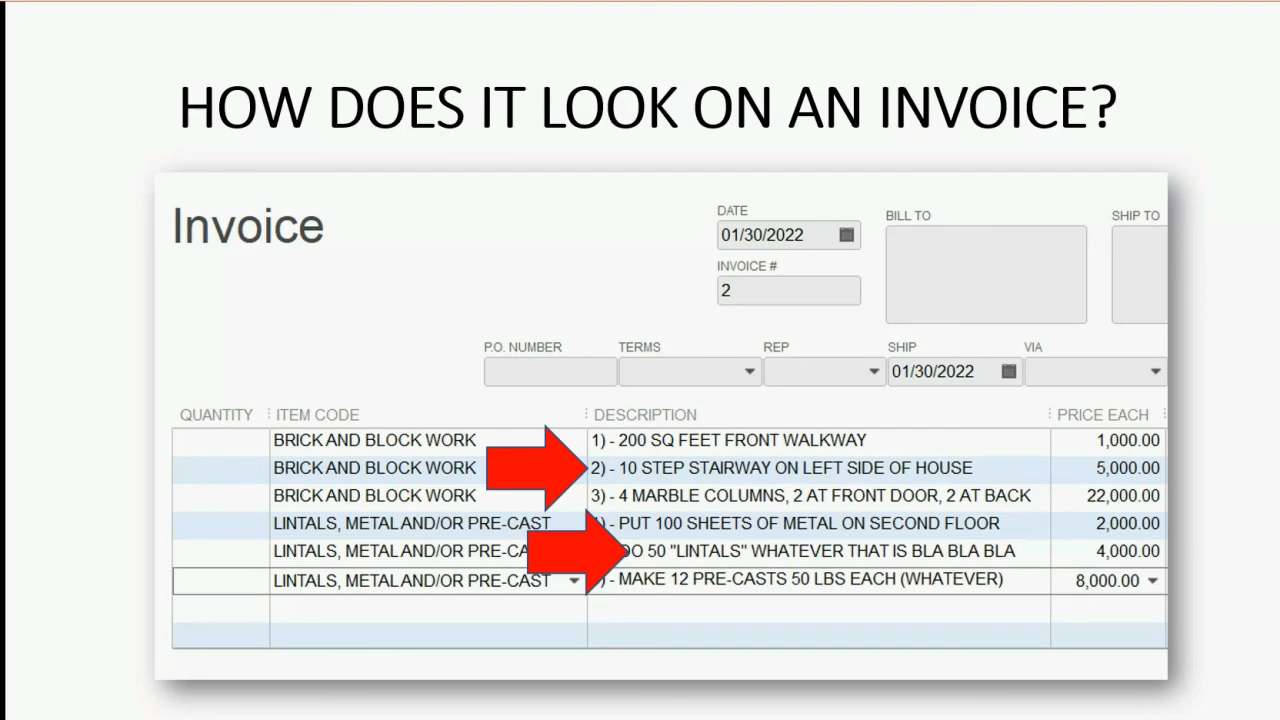 HOW DOES IT LOOK ON AN INVOICE?
Invoice
DATE
01/30/2022
INVOICE #
2
BILL TO
SHIP TO
P.O. NUMBER TERMS REP SHIP VIA
01/30/2022
QUANTITY ITEM CODE DESCRIPTION PRICE EACH
BRICK AND BLOCK WORK 1) - 200 SQ FEET FRONT WALKWAY 1,000.00
BRICK AND BLOCK WORK 2) - 10 STEP STAIRWAY ON LEFT SIDE OF HOUSE 5,000.00
BRICK AND BLOCK WORK 3) - 4 MARBLE COLUMNS, 2 AT FRONT DOOR, 2 AT BACK 22,000.00
LINTALS, METAL AND/OR PRE-CAST ) - PUT 100 SHEETS OF METAL ON SECOND FLOOR 2,000.00
LINTALS, METAL AND/OR 50 "LINTALS" WHATEVER THAT IS BLA BLA BLA 4,000.00
LINTALS, METAL AND/OR PRE-CAST ) - MAKE 12 PRE-CASTS 50 LBS EACH (WHATEVER) 8,000.00